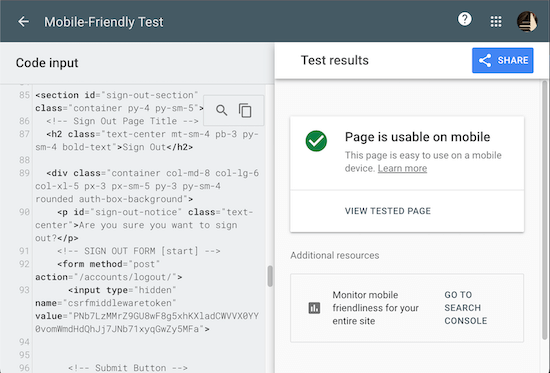 Mobile-Friendly Test
Code input
85 <section id="sign-out-section"
class="container py-4 py-sm-5">
86 <!-- Sign Out Page Title -->
87 <h2 class="text-center mt-sm-4 pb-3 py-
sm-4 bold-text">Sign Out</h2>
88
89 <div class="container col-md-8 col-lg-6
col-xl-5 px-3 px-sm-5 py-3 py-sm-4
rounded auth-box-background">
90 <p id="sign-out-notice" class="text-
center">Are you sure you want to sign
out?</p>
91 <!-- SIGN OUT FORM [start] -->
92 <form method="post"
action="/accounts/logout/">
93 <input type="hidden"
name="csrfmiddlewaretoken"
value="PNb7LzMMrZ9GU8wF8g5xhKXladCWVVX0YY
0vomWmdHdQhJj7JNb71xyqGwZy5MFa">
94
95
96 <!-- Submit Button -->
Test results
SHARE
Page is usable on mobile
This page is easy to use on a mobile
device. Learn more
VIEW TESTED PAGE
Additional resources
Monitor mobile
friendliness for your
entire site
GO TO
SEARCH
CONSOLE